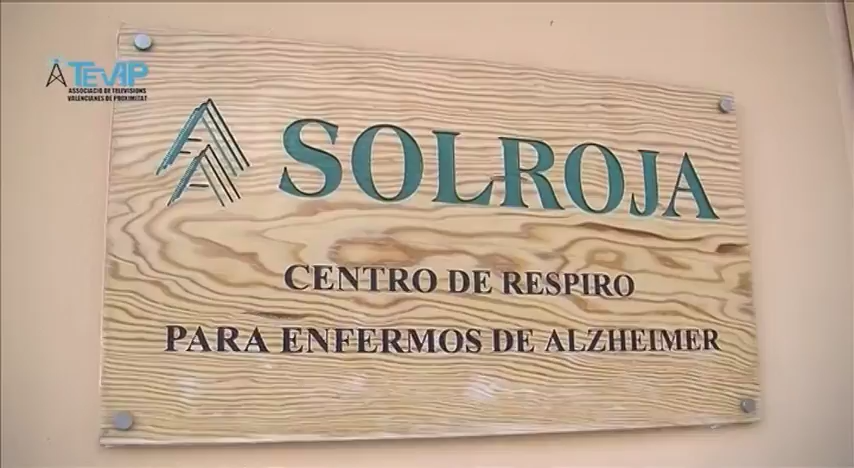 TEVAP
ASSOCIACIÓ DE TELEVISIONS
VALENCIANES DE PROXIMITAT
SOLROJA
CENTRO DE RESPIRO
PARA ENFERMOS DE ALZHEIMER